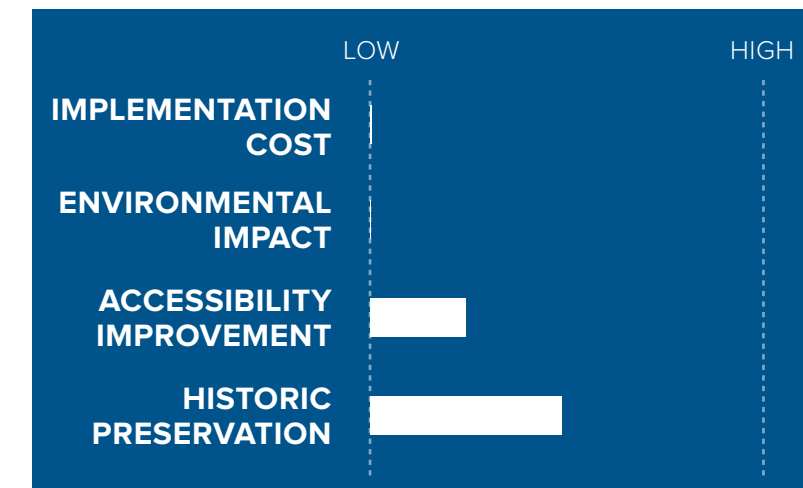 LOW HIGH
IMPLEMENTATION
COST
ENVIRONMENTAL
IMPACT
ACCESSIBILITY
IMPROVEMENT
HISTORIC
PRESERVATION